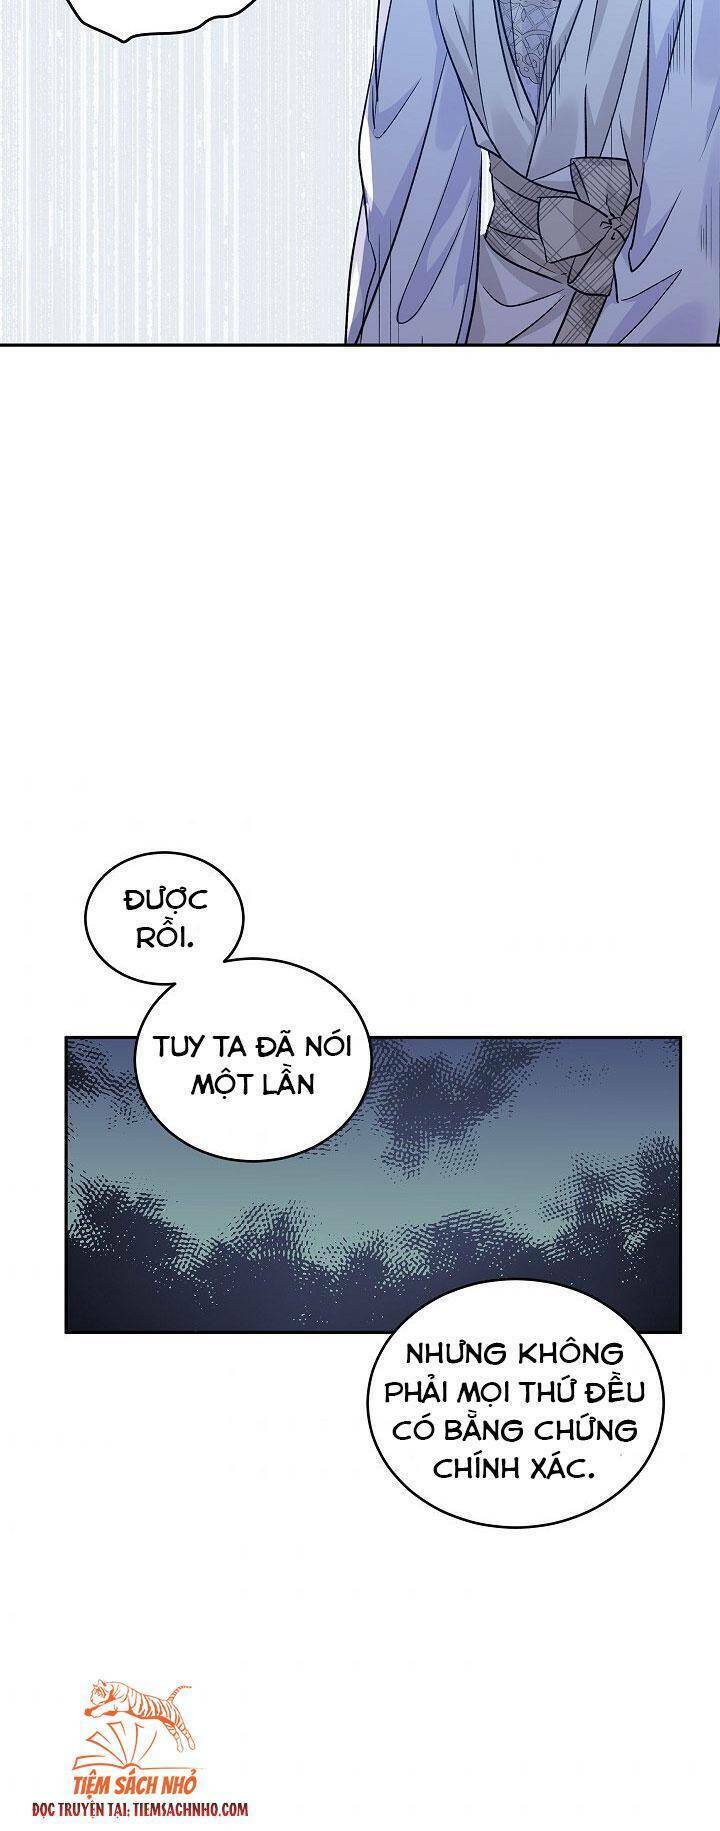 ĐƯỢC
RỒI.
TUY TA ĐÃ NÓI
MỘT LẦN
NHƯNG KHÔNG
PHẢI MỌI THỨ ĐỀU
CÓ BẰNG CHỨNG
CHÍNH XÁC.
TIỆM SÁCH NHỎ
ĐỌC TRUYỆN TẠI: TIEMSACHNHO.COM